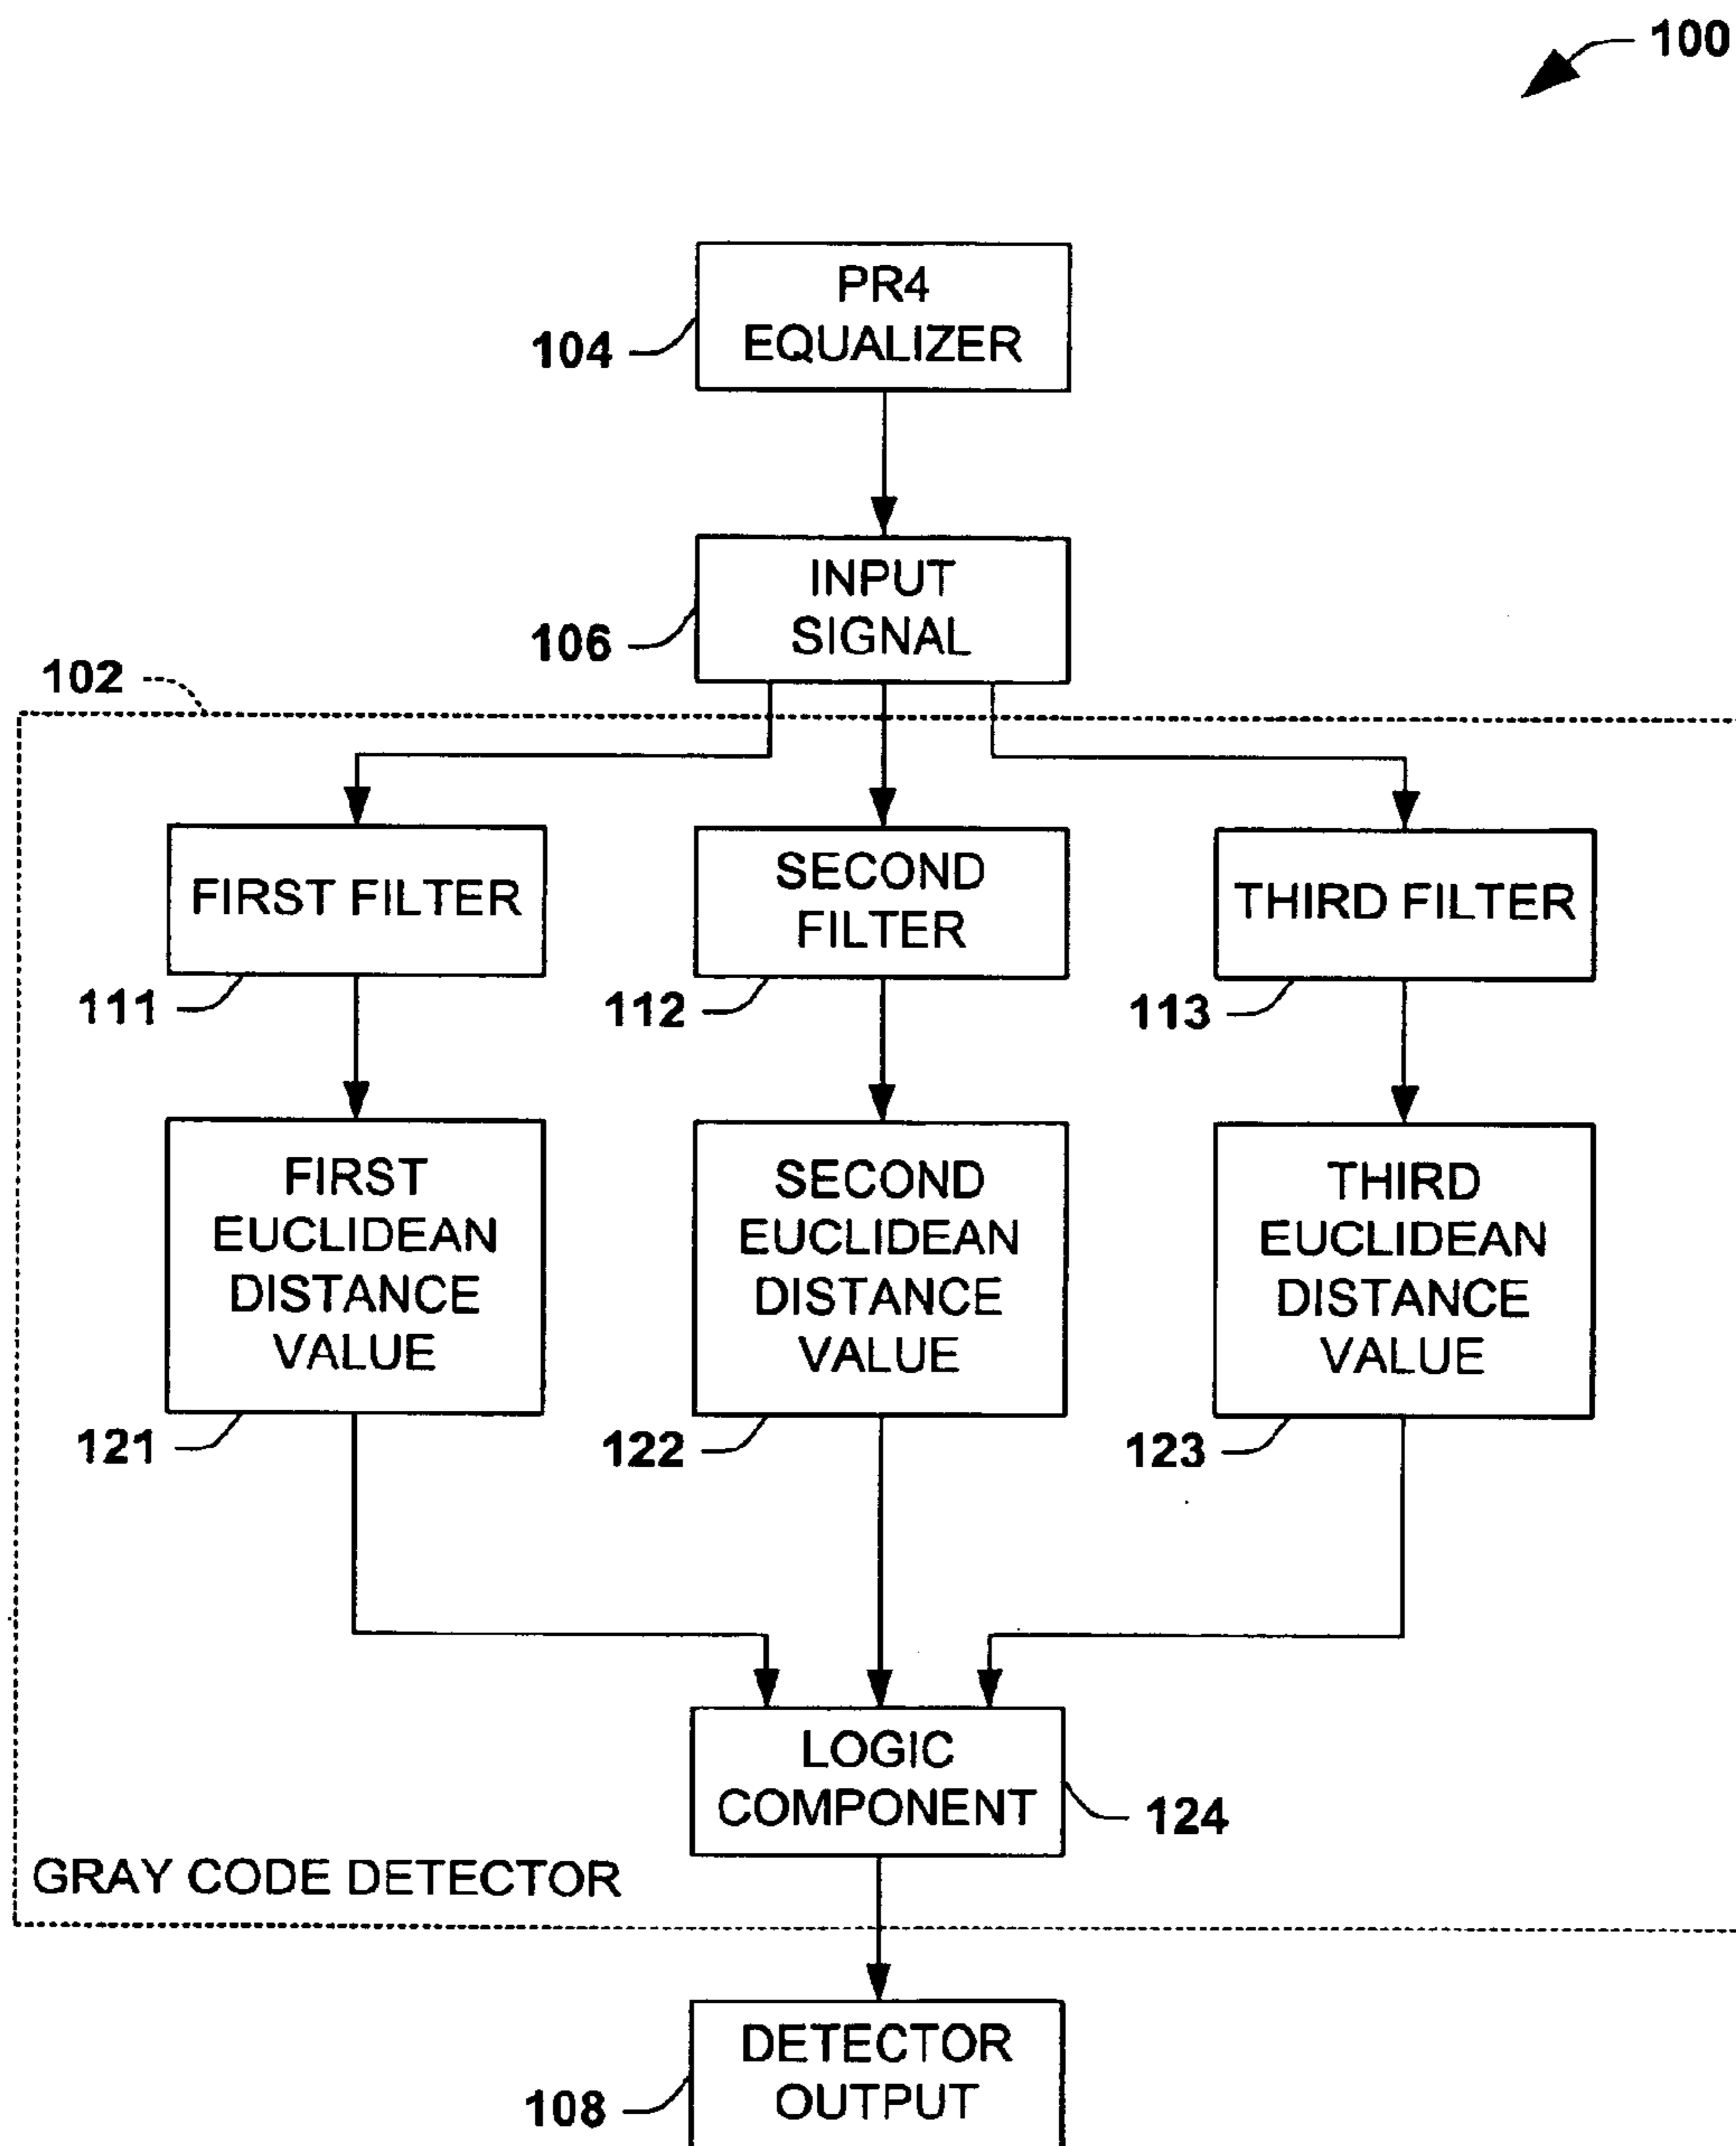 100
PR4
EQUALIZER
104
INPUT
SIGNAL
106
102
FIRST FILTER
SECOND
FILTER
THIRD FILTER
111
112
113
FIRST
EUCLIDEAN
DISTANCE
VALUE
SECOND
EUCLIDEAN
DISTANCE
VALUE
THIRD
EUCLIDEAN
DISTANCE
VALUE
121
122
123
LOGIC
COMPONENT
124
GRAY CODE DETECTOR
DETECTOR
OUTPUT
108